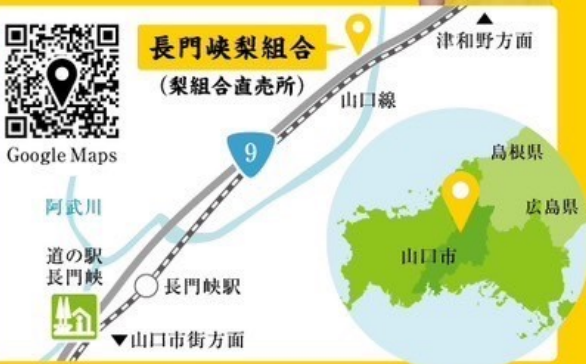 長門峡梨組合
(梨組合直売所)
▲
津和野方面
山口線
Google Maps
9
島根県
広島県
阿武川
山口市
道の駅
長門峡
長門峡駅
▼山口市街方面